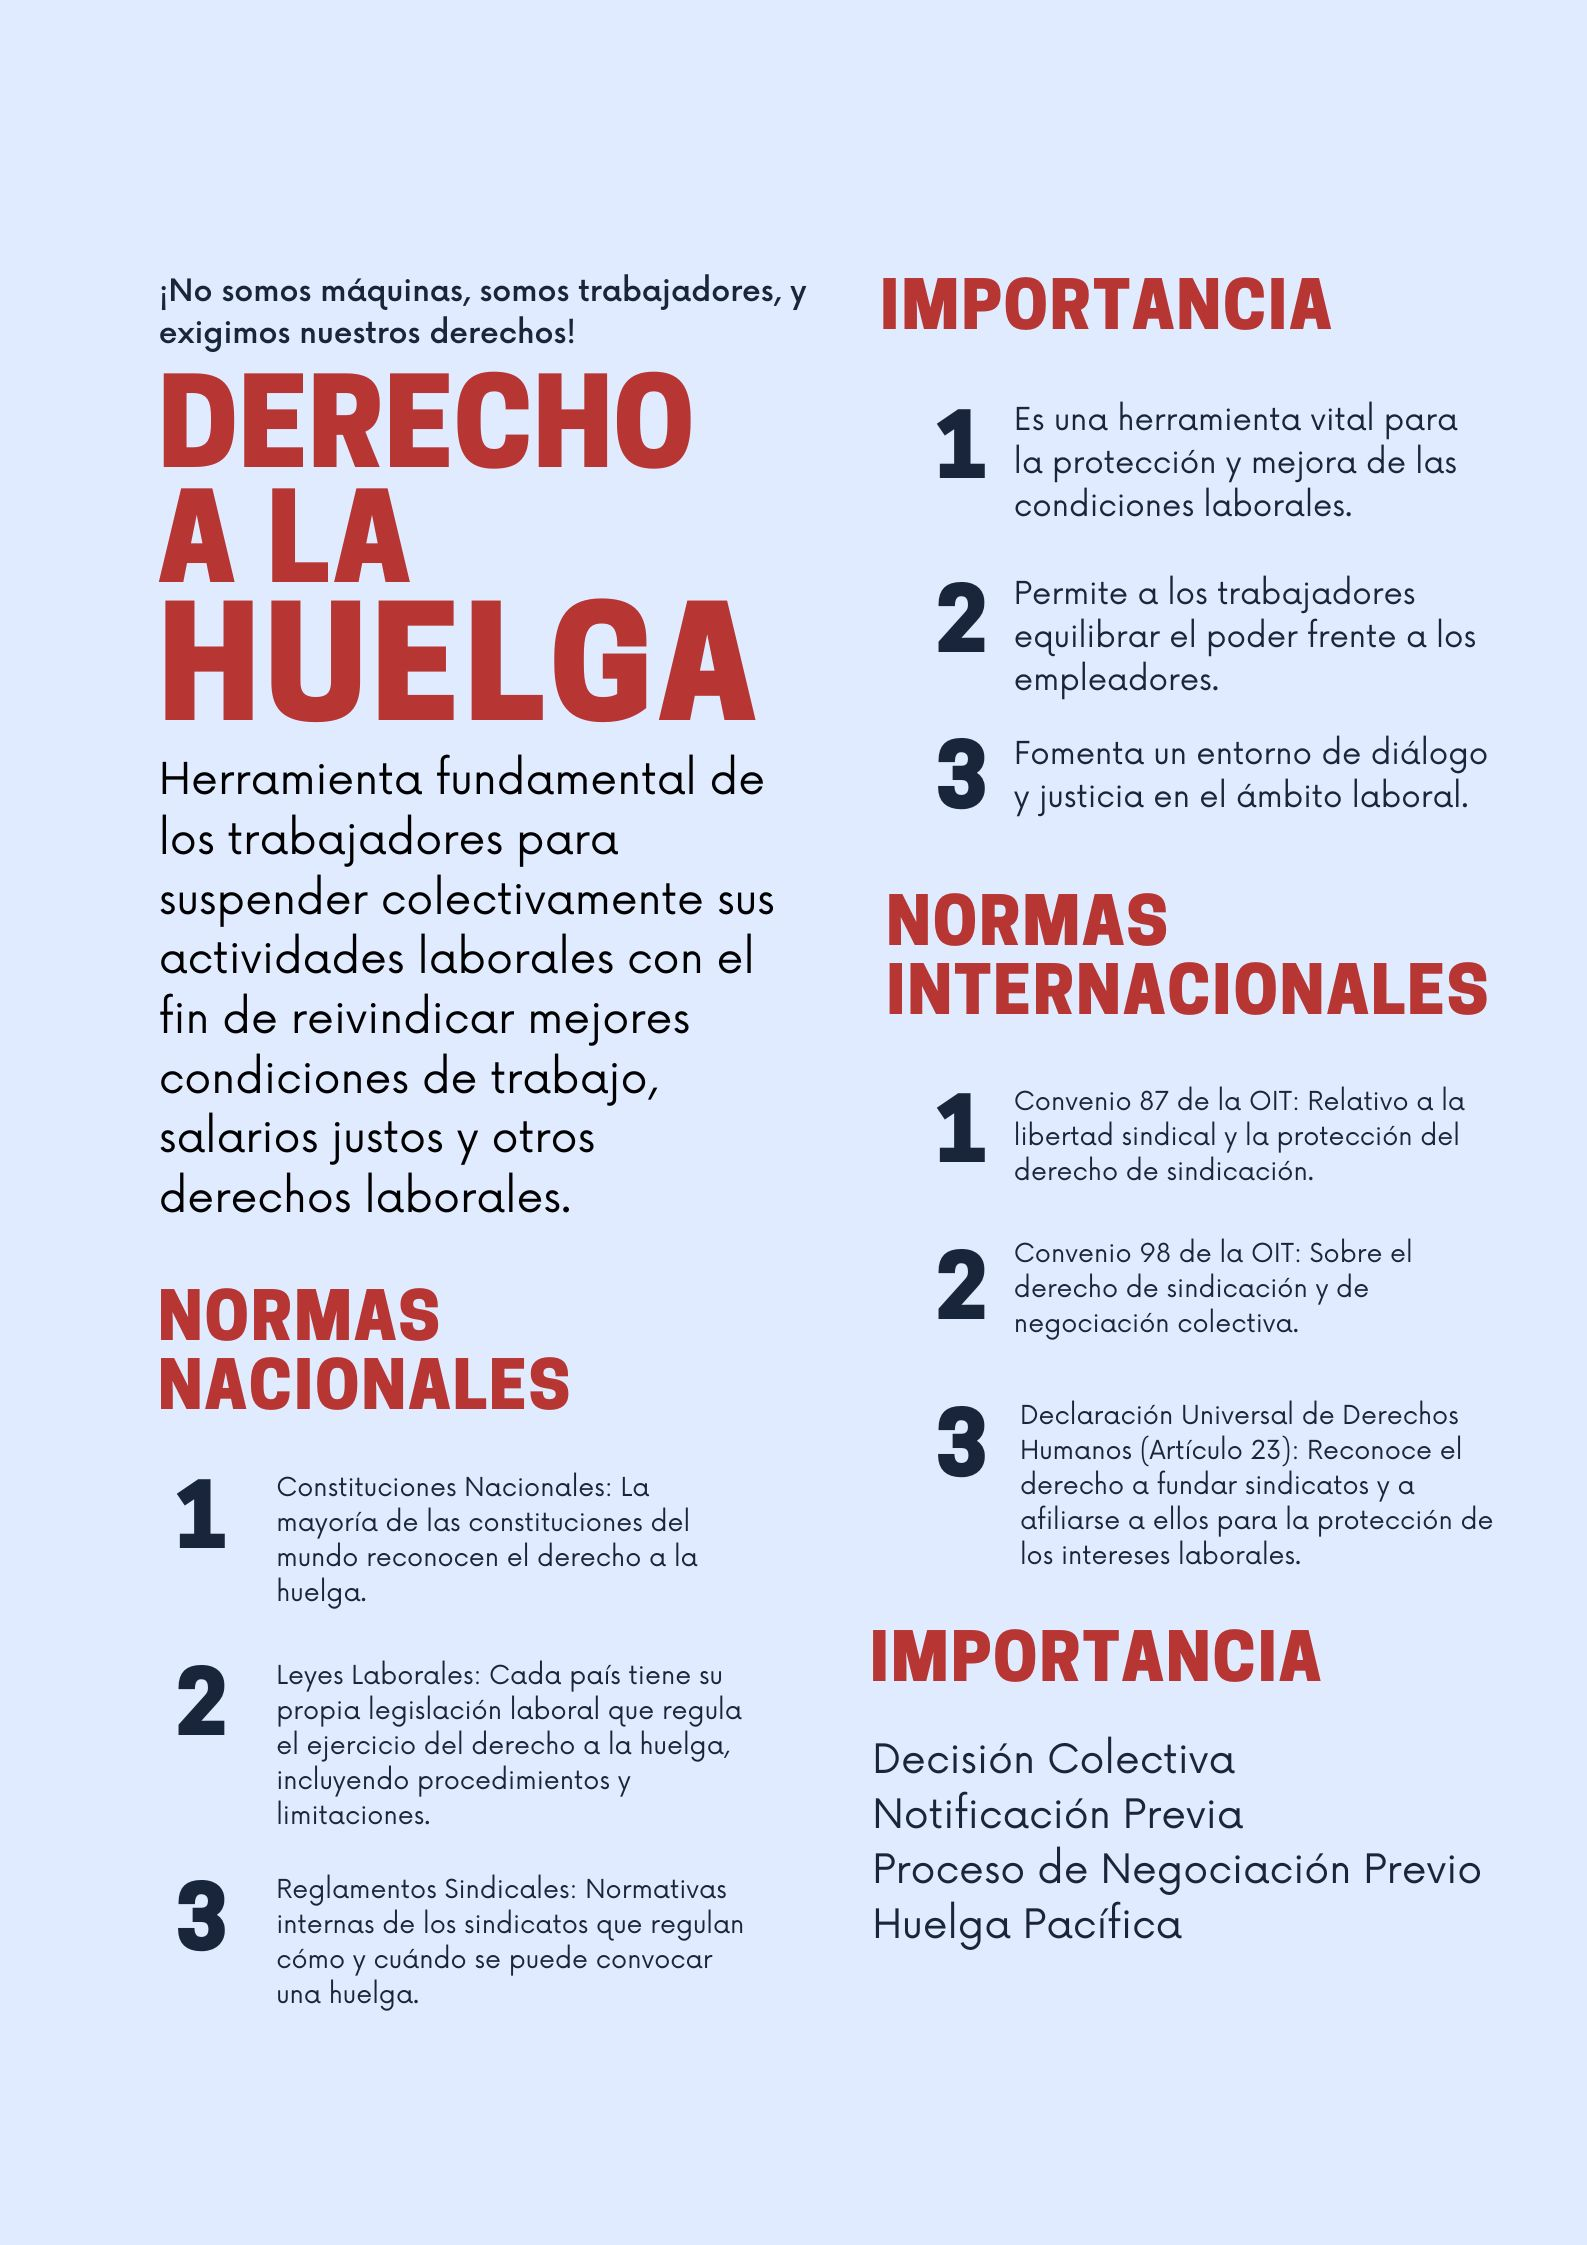 ¡No somos máquinas, somos trabajadores, y
exigimos nuestros derechos!
DERECHO
A LA
HUELGA
Herramienta fundamental de
los trabajadores para
suspender colectivamente sus
actividades laborales con el
fin de reivindicar mejores
condiciones de trabajo,
salarios justos y otros
derechos laborales.
NORMAS
NACIONALES
1
Constituciones Nacionales: La
mayoría de las constituciones del
mundo reconocen el derecho a la
huelga.
2
Leyes Laborales: Cada país tiene su
propia legislación laboral que regula
el ejercicio del derecho a la huelga,
incluyendo procedimientos y
limitaciones.
3
Reglamentos Sindicales: Normativas
internas de los sindicatos que regulan
cómo y cuándo se puede convocar
una huelga.
IMPORTANCIA
1
Es una herramienta vital para
la protección y mejora de las
condiciones laborales.
2
Permite a los trabajadores
equilibrar el poder frente a los
empleadores.
3
Fomenta un entorno de diálogo
y justicia en el ámbito laboral.
NORMAS
INTERNACIONALES
1
Convenio 87 de la OIT: Relativo a la
libertad sindical y la protección del
derecho de sindicación.
2
Convenio 98 de la OIT: Sobre el
derecho de sindicación y de
negociación colectiva.
3
Declaración Universal de Derechos
Humanos (Artículo 23): Reconoce el
derecho a fundar sindicatos y a
afiliarse a ellos para la protección de
los intereses laborales.
IMPORTANCIA
Decisión Colectiva
Notificación Previa
Proceso de Negociación Previo
Huelga Pacífica